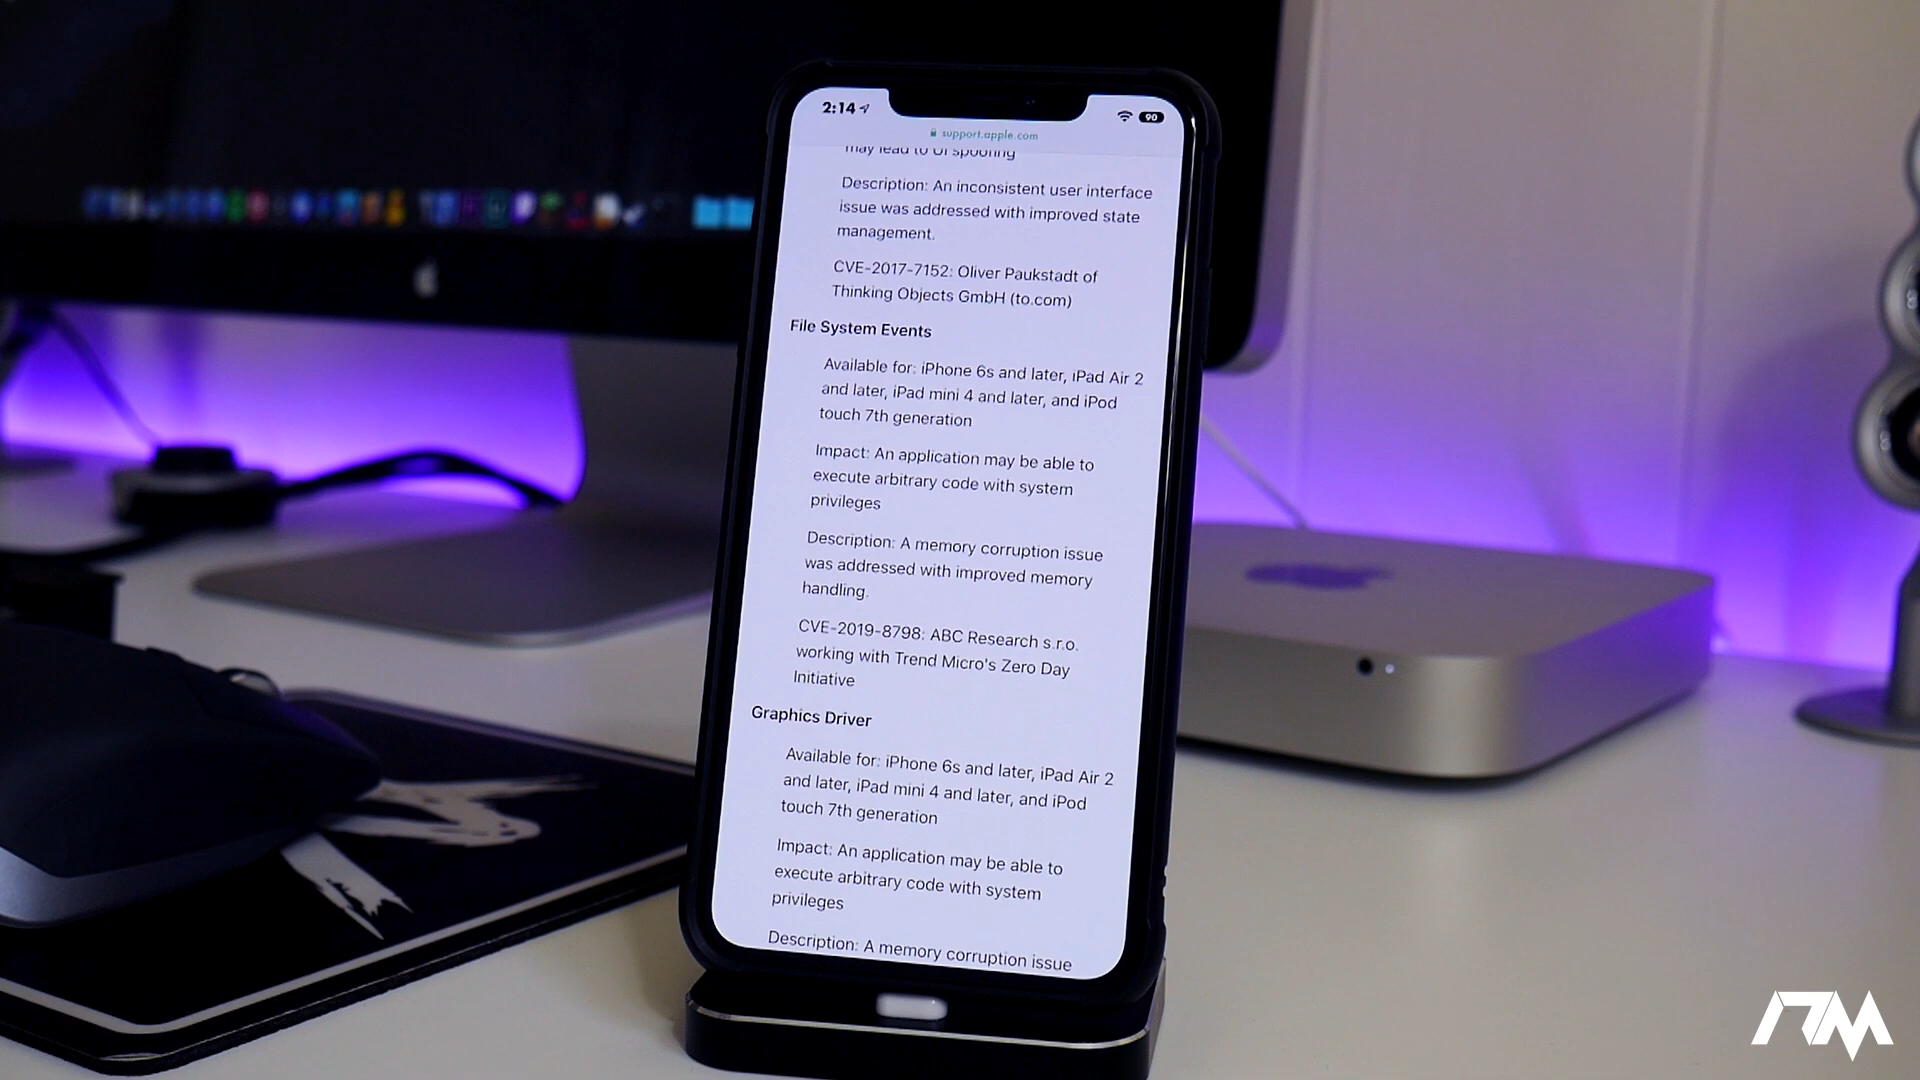 2:14
90
support.apple.com
may lead to UI spoofing
Description: An inconsistent user interface
issue was addressed with improved state
management.
CVE-2017-7152: Oliver Paukstadt of
Thinking Objects GmbH (to.com)
File System Events
Available for: iPhone 6s and later, iPad Air 2
and later, iPad mini 4 and later, and iPod
touch 7th generation
Impact: An application may be able to
execute arbitrary code with system
privileges
Description: A memory corruption issue
was addressed with improved memory
handling.
CVE-2019-8798: ABC Research s.r.o.
working with Trend Micro's Zero Day
Initiative
Graphics Driver
Available for: iPhone 6s and later, iPad Air 2
and later, iPad mini 4 and later, and iPod
touch 7th generation
Impact: An application may be able to
execute arbitrary code with system
privileges
Description: A memory corruption issue